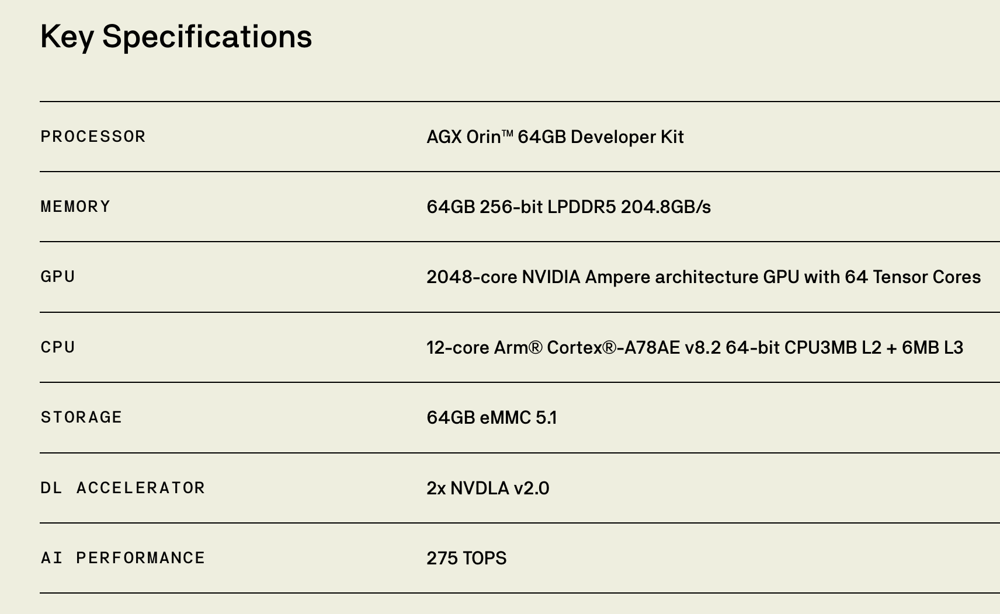 Key Specifications
PROCESSOR
AGX Orin™ 64GB Developer Kit
MEMORY
64GB 256-bit LPDDR5 204.8GB/s
GPU
2048-core NVIDIA Ampere architecture GPU with 64 Tensor Cores
CPU
12-core Arm® Cortex®-A78AE v8.2 64-bit CPU3MB L2 + 6MB L3
STORAGE
64GB eMMC 5.1
DL ACCELERATOR
2x NVDLA v2.0
AI PERFORMANCE
275 TOPS